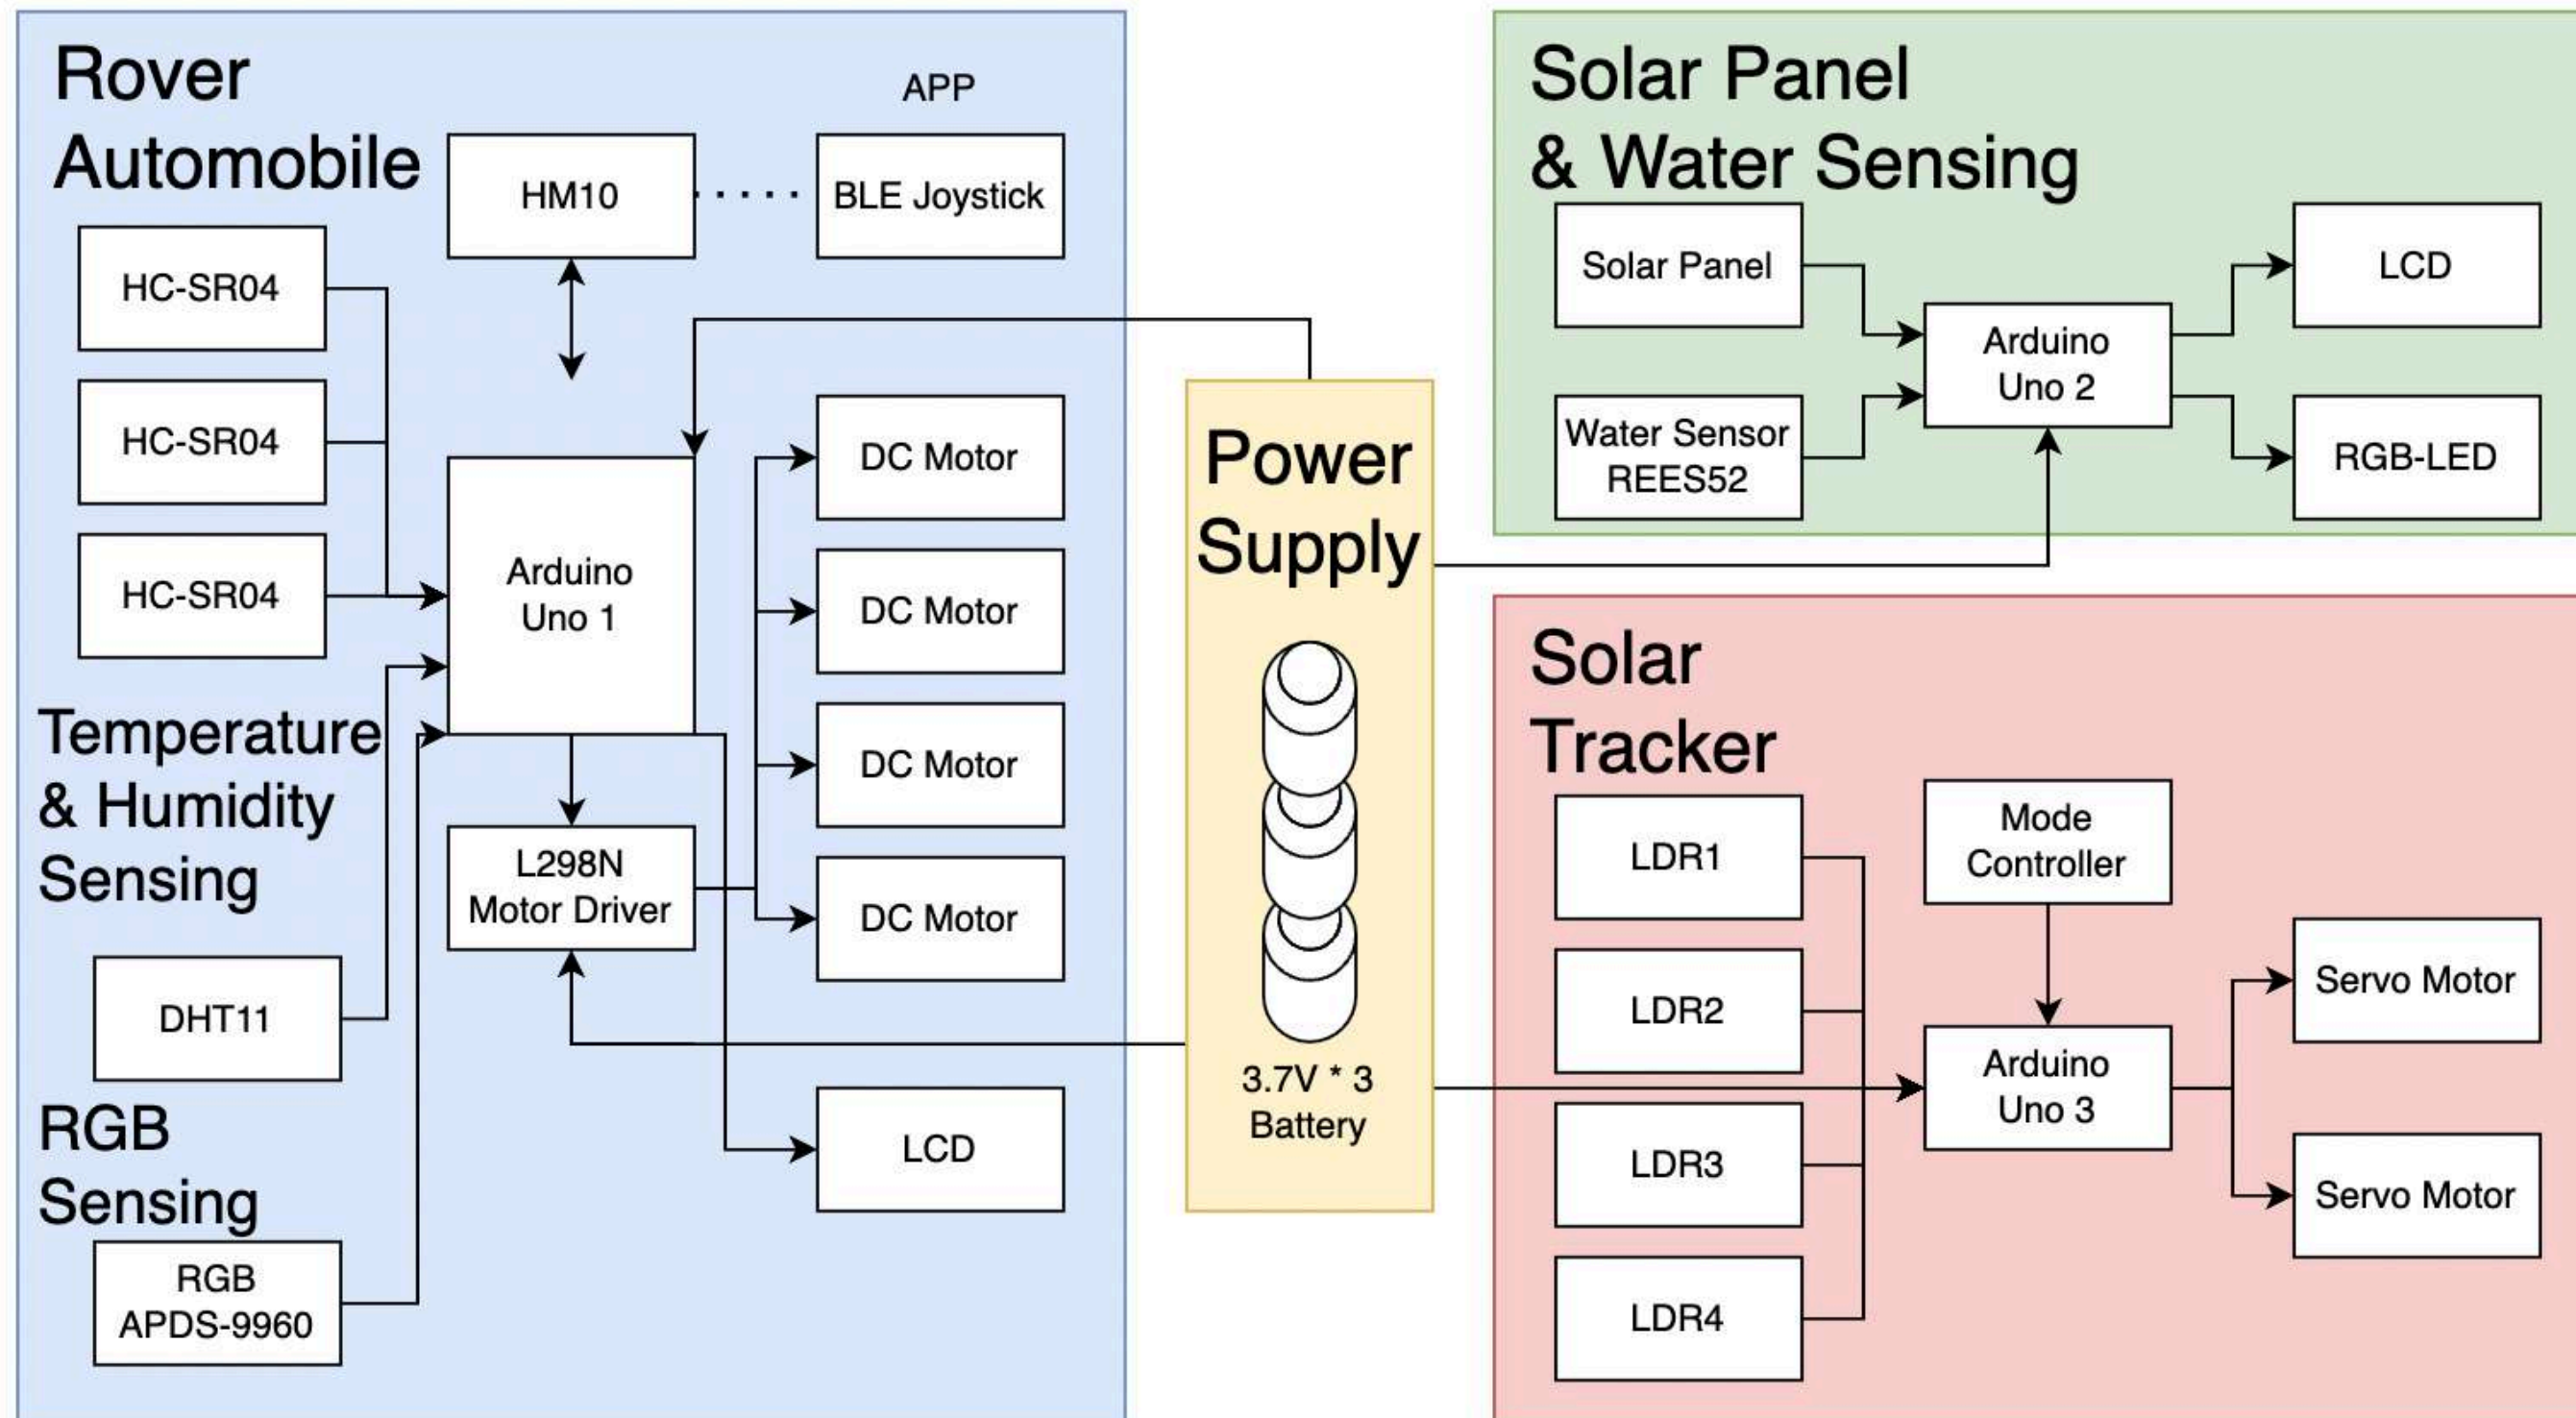 Rover
Automobile
APP
HM10
BLE Joystick
HC-SR04
HC-SR04
HC-SR04
Arduino
Uno 1
DC Motor
DC Motor
DC Motor
DC Motor
Temperature
& Humidity
Sensing
L298N
Motor Driver
DHT11
LCD
RGB
Sensing
RGB
APDS-9960
Power
Supply
3.7V * 3
Battery
Solar Panel
& Water Sensing
Solar Panel
Water Sensor
REES52
Arduino
Uno 2
LCD
RGB-LED
Solar
Tracker
LDR1
LDR2
LDR3
LDR4
Mode
Controller
Arduino
Uno 3
Servo Motor
Servo Motor